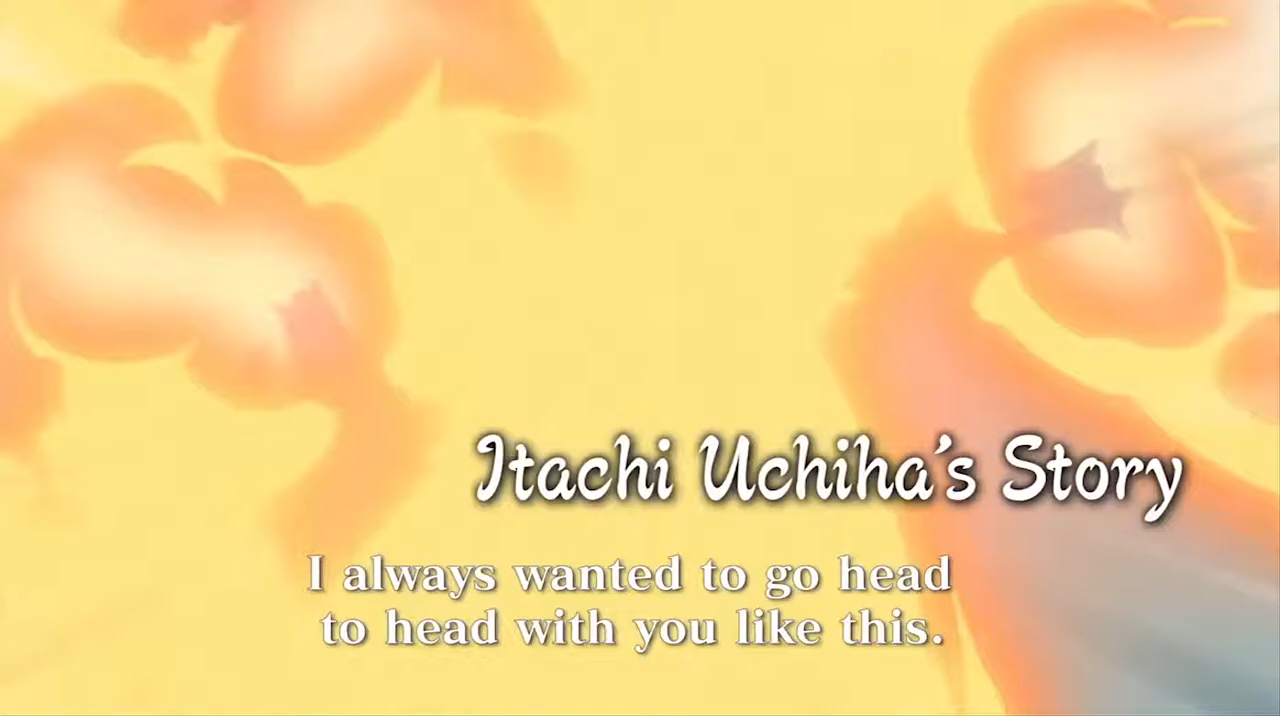 Itachi Uchiha's Story
I always wanted to go head
to head with you like this.